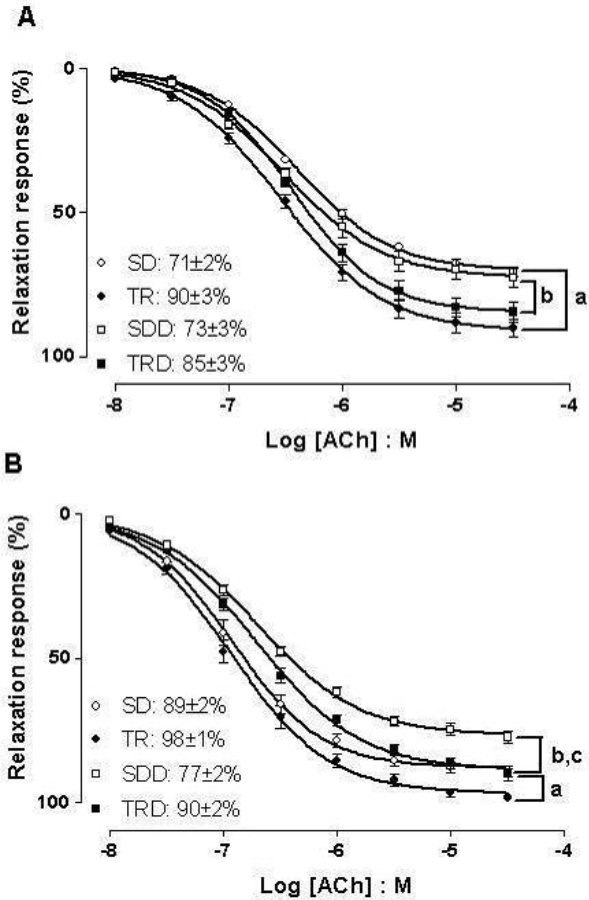 A
Relaxation response (%)
0
50
100
SD: 71±2%
TR: 90±3%
SDD: 73±3%
TRD: 85±3%
b
a
-8 -7 -6 -5 -4
Log [ACh] : M
B
Relaxation response (%)
0
50
100
SD: 89±2%
TR: 98±1%
SDD: 77±2%
TRD: 90±2%
b,c
a
-8 -7 -6 -5 -4
Log [ACh] : M